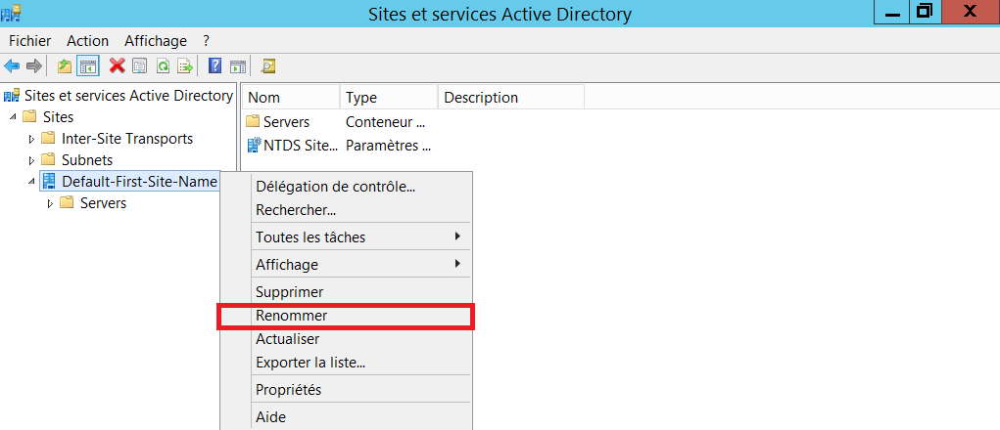 Sites et services Active Directory
Fichier Action Affichage ?
Sites et services Active Directory
Sites
Inter-Site Transports
Subnets
Default-First-Site-Name
Servers
Nom Type Description
Servers Conteneur ...
NTDS Site... Paramètres ...
Délégation de contrôle...
Rechercher...
Toutes les tâches
Affichage
Supprimer
Renommer
Actualiser
Exporter la liste...
Propriétés
Aide